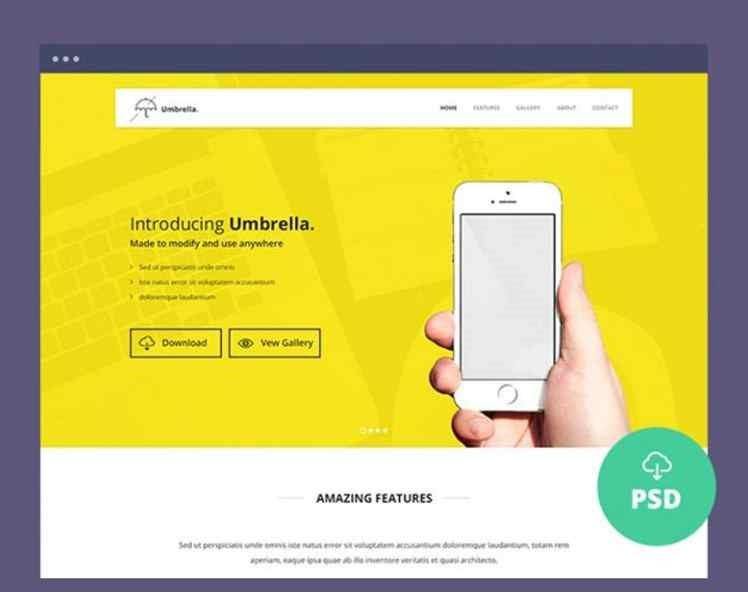 Umbrella.
HOME FEATURES GALLERY ABOUT CONTACT
Introducing Umbrella.
Made to modify and use anywhere
Sed ut perspiciatis unde omnis
iste natus error sit voluptatem accusantium
doloremque laudantium
Download
Vew Gallery
PSD
AMAZING FEATURES
Sed ut perspiciatis unde omnis iste natus error sit voluptatem accusantium doloremque laudantium, totam rem
aperiam, eaque ipsa quae ab illo inventore veritatis et quasi architecto.